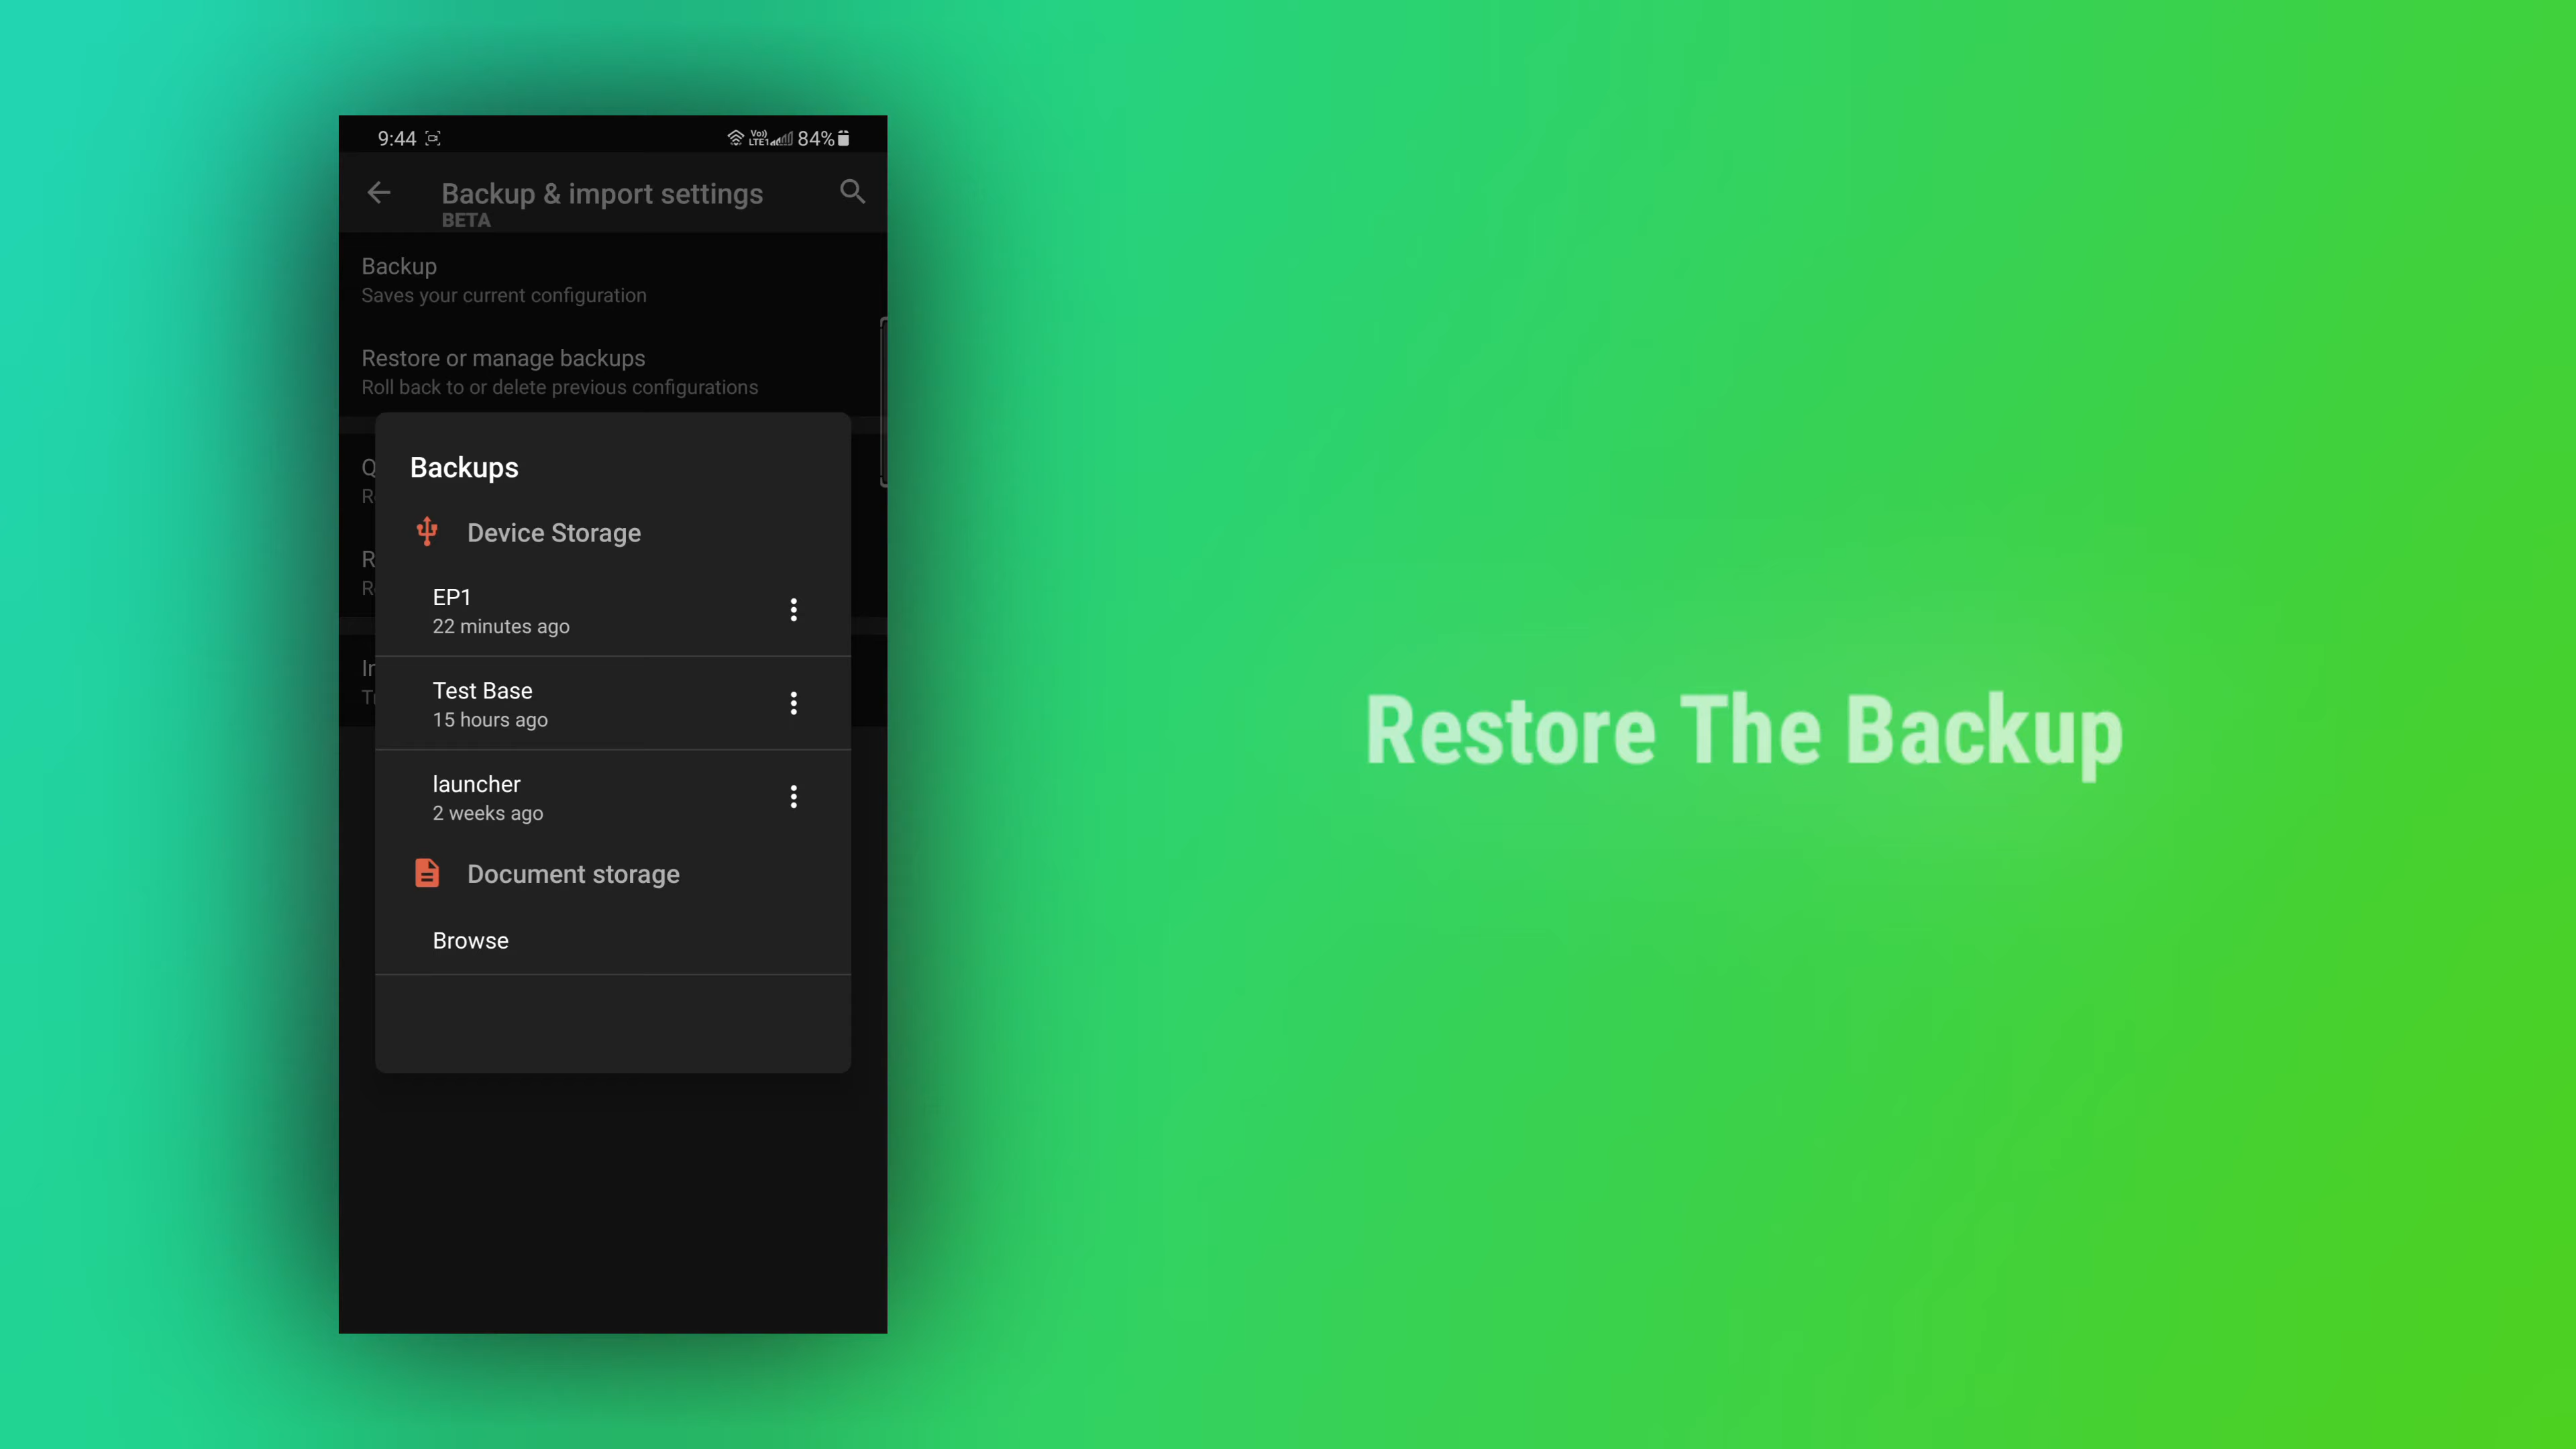 9:44
Vo)
LTE1
84%
Backup & import settings
BETA
Backup
Saves your current configuration
Restore or manage backups
Roll back to or delete previous configurations
Backups
Device Storage
EP1
22 minutes ago
Test Base
15 hours ago
launcher
2 weeks ago
Document storage
Browse
Restore The Backup